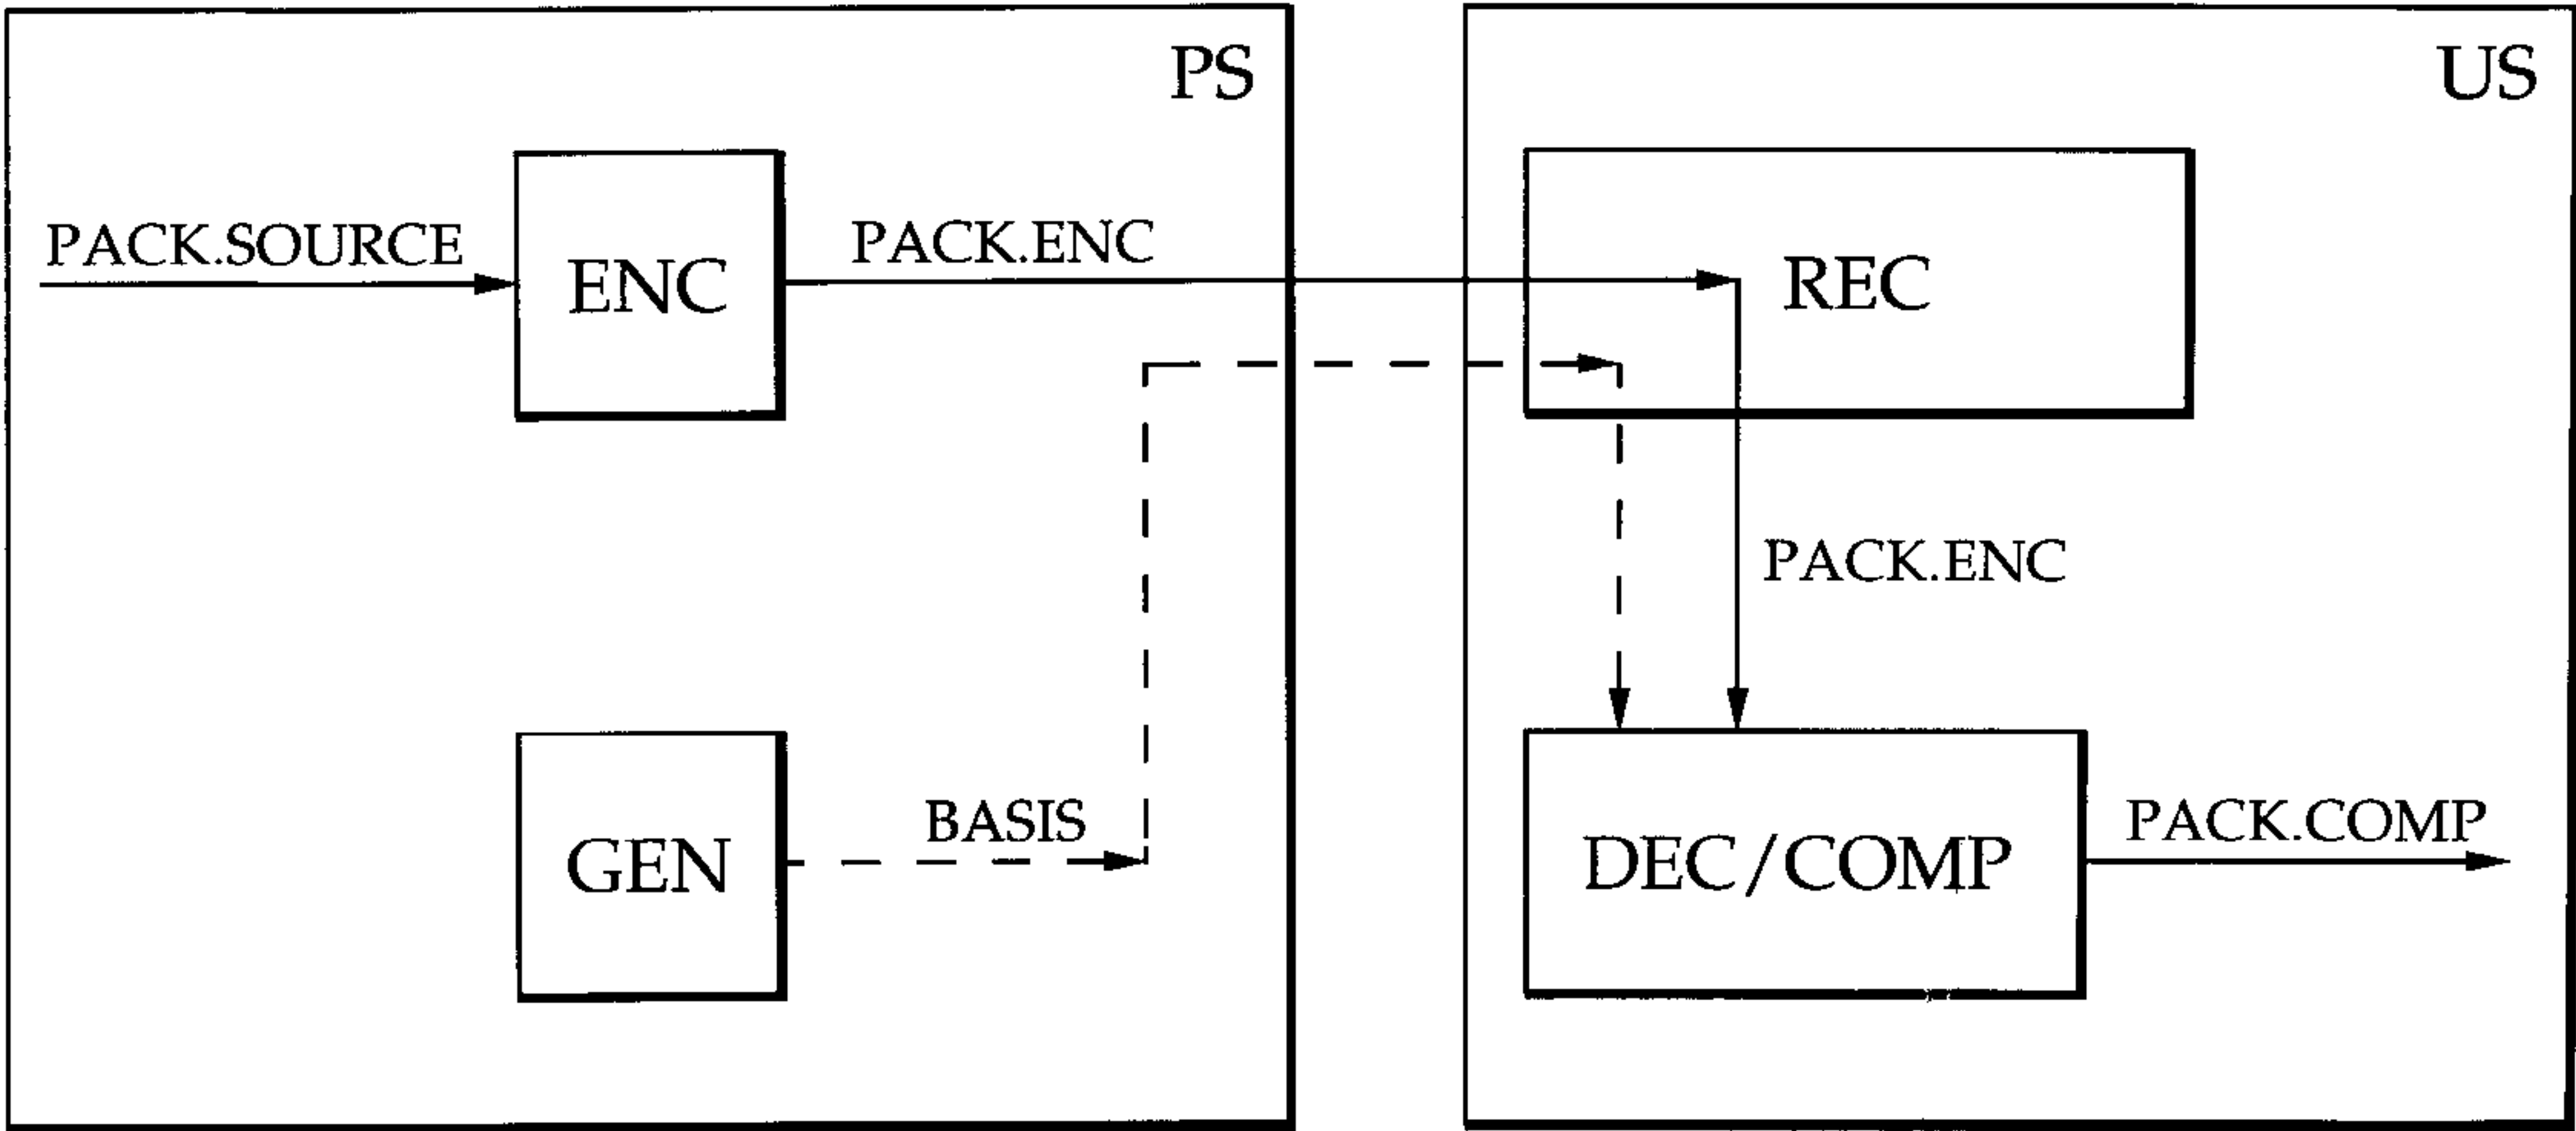 PS
US
PACK.SOURCE
ENC
PACK.ENC
REC
PACK.ENC
GEN
BASIS
DEC/COMP
PACK.COMP